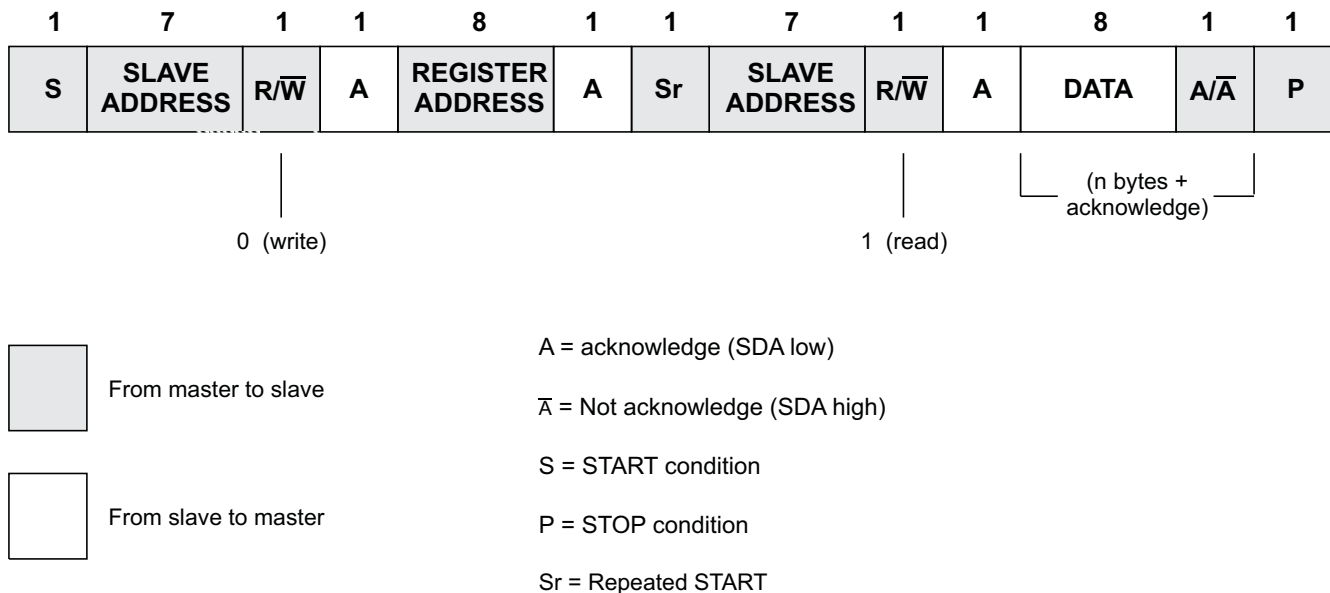 1 7 1 1 8 1 1 7 1 1 8 1 1
S SLAVE ADDRESS R/W̅ A REGISTER ADDRESS A Sr SLAVE ADDRESS R/W̅ A DATA A/A̅ P
(n bytes +
acknowledge)
0 (write)
1 (read)
From master to slave
From slave to master
A = acknowledge (SDA low)
A̅ = Not acknowledge (SDA high)
S = START condition
P = STOP condition
Sr = Repeated START